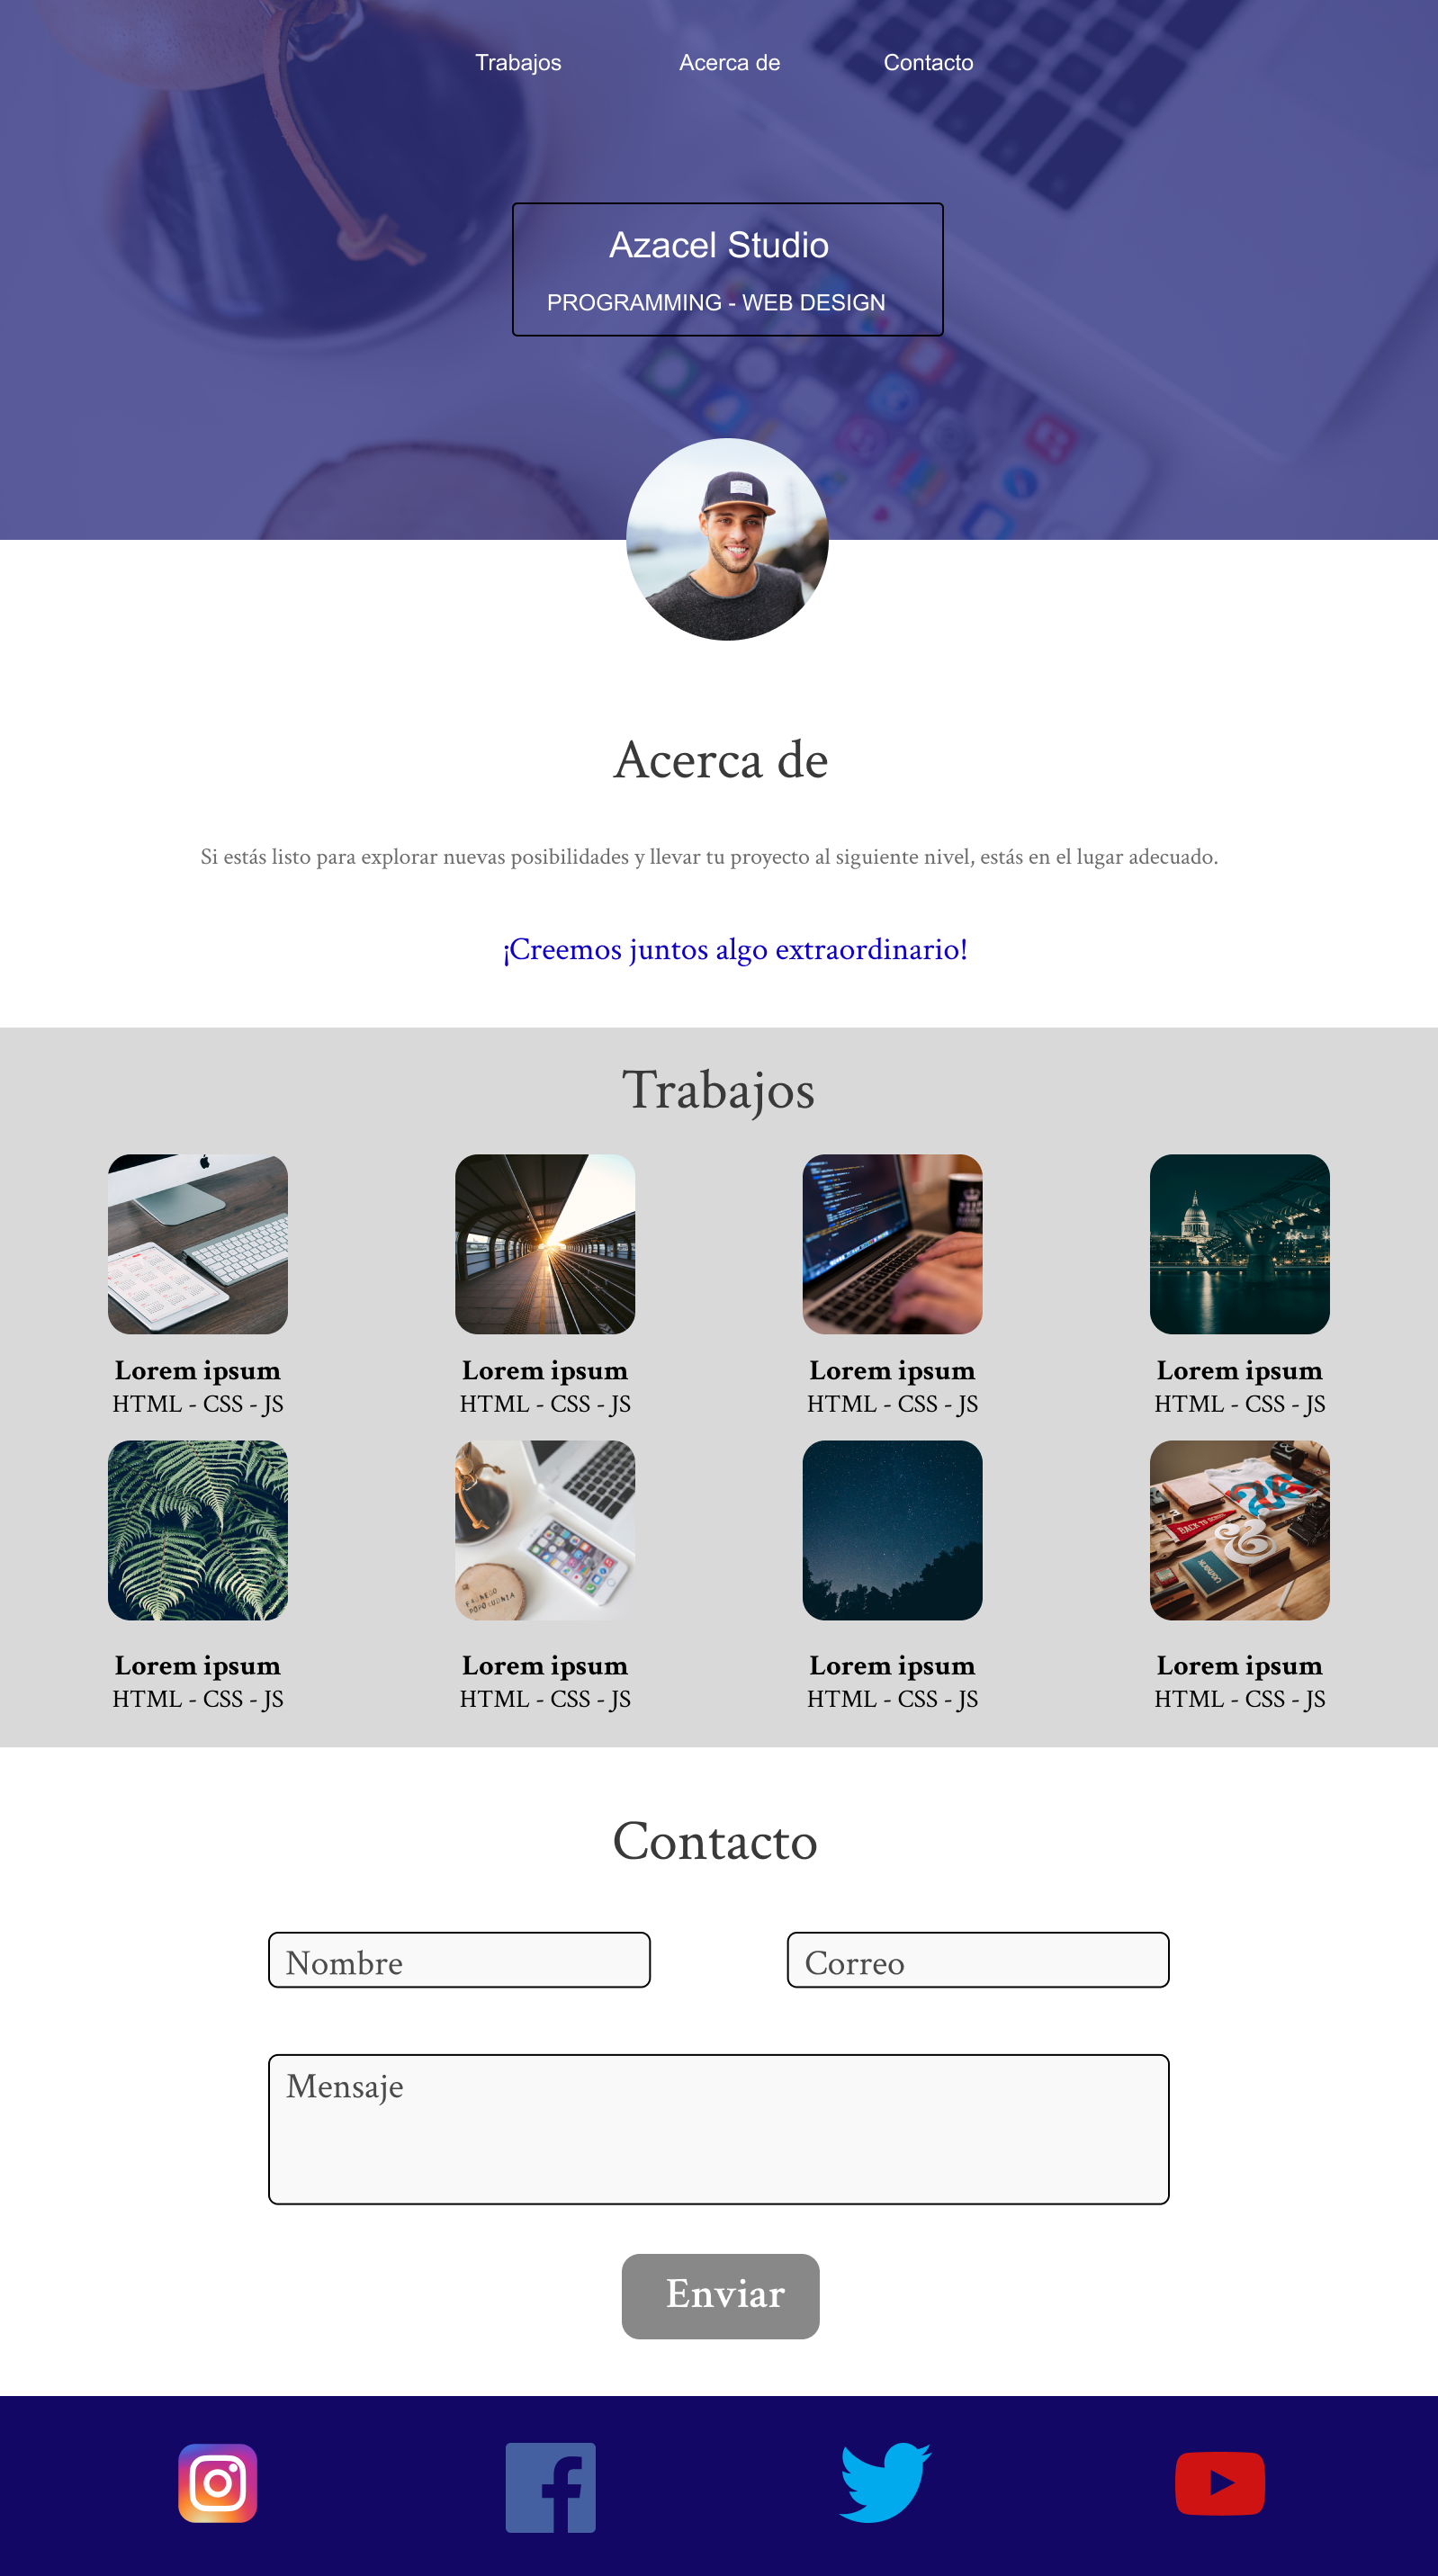 Trabajos Acerca de Contacto
Azacel Studio
PROGRAMMING - WEB DESIGN
Acerca de
Si estás listo para explorar nuevas posibilidades y llevar tu proyecto al siguiente nivel, estás en el lugar adecuado.
¡Creemos juntos algo extraordinario!
Trabajos
Lorem ipsum Lorem ipsum Lorem ipsum Lorem ipsum
HTML - CSS - JS HTML - CSS - JS HTML - CSS - JS HTML - CSS - JS
BACK TO SCHOOL
Lorem ipsum Lorem ipsum Lorem ipsum Lorem ipsum
HTML - CSS - JS HTML - CSS - JS HTML - CSS - JS HTML - CSS - JS
Contacto
Nombre Correo
Mensaje
Enviar